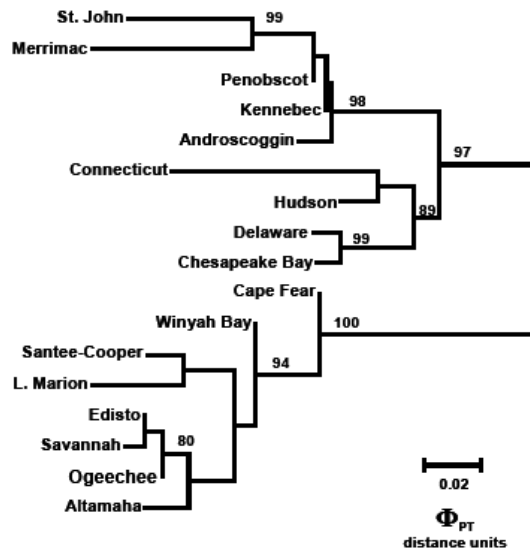 St. John
99
Merrimac
Penobscot
Kennebec
98
Androscoggin
97
Connecticut
Hudson
89
Delaware
99
Chesapeake Bay
Cape Fear
Winyah Bay
100
Santee-Cooper
94
L. Marion
Edisto
80
Savannah
Ogeechee
0.02
Altamaha
ΦPT
distance units